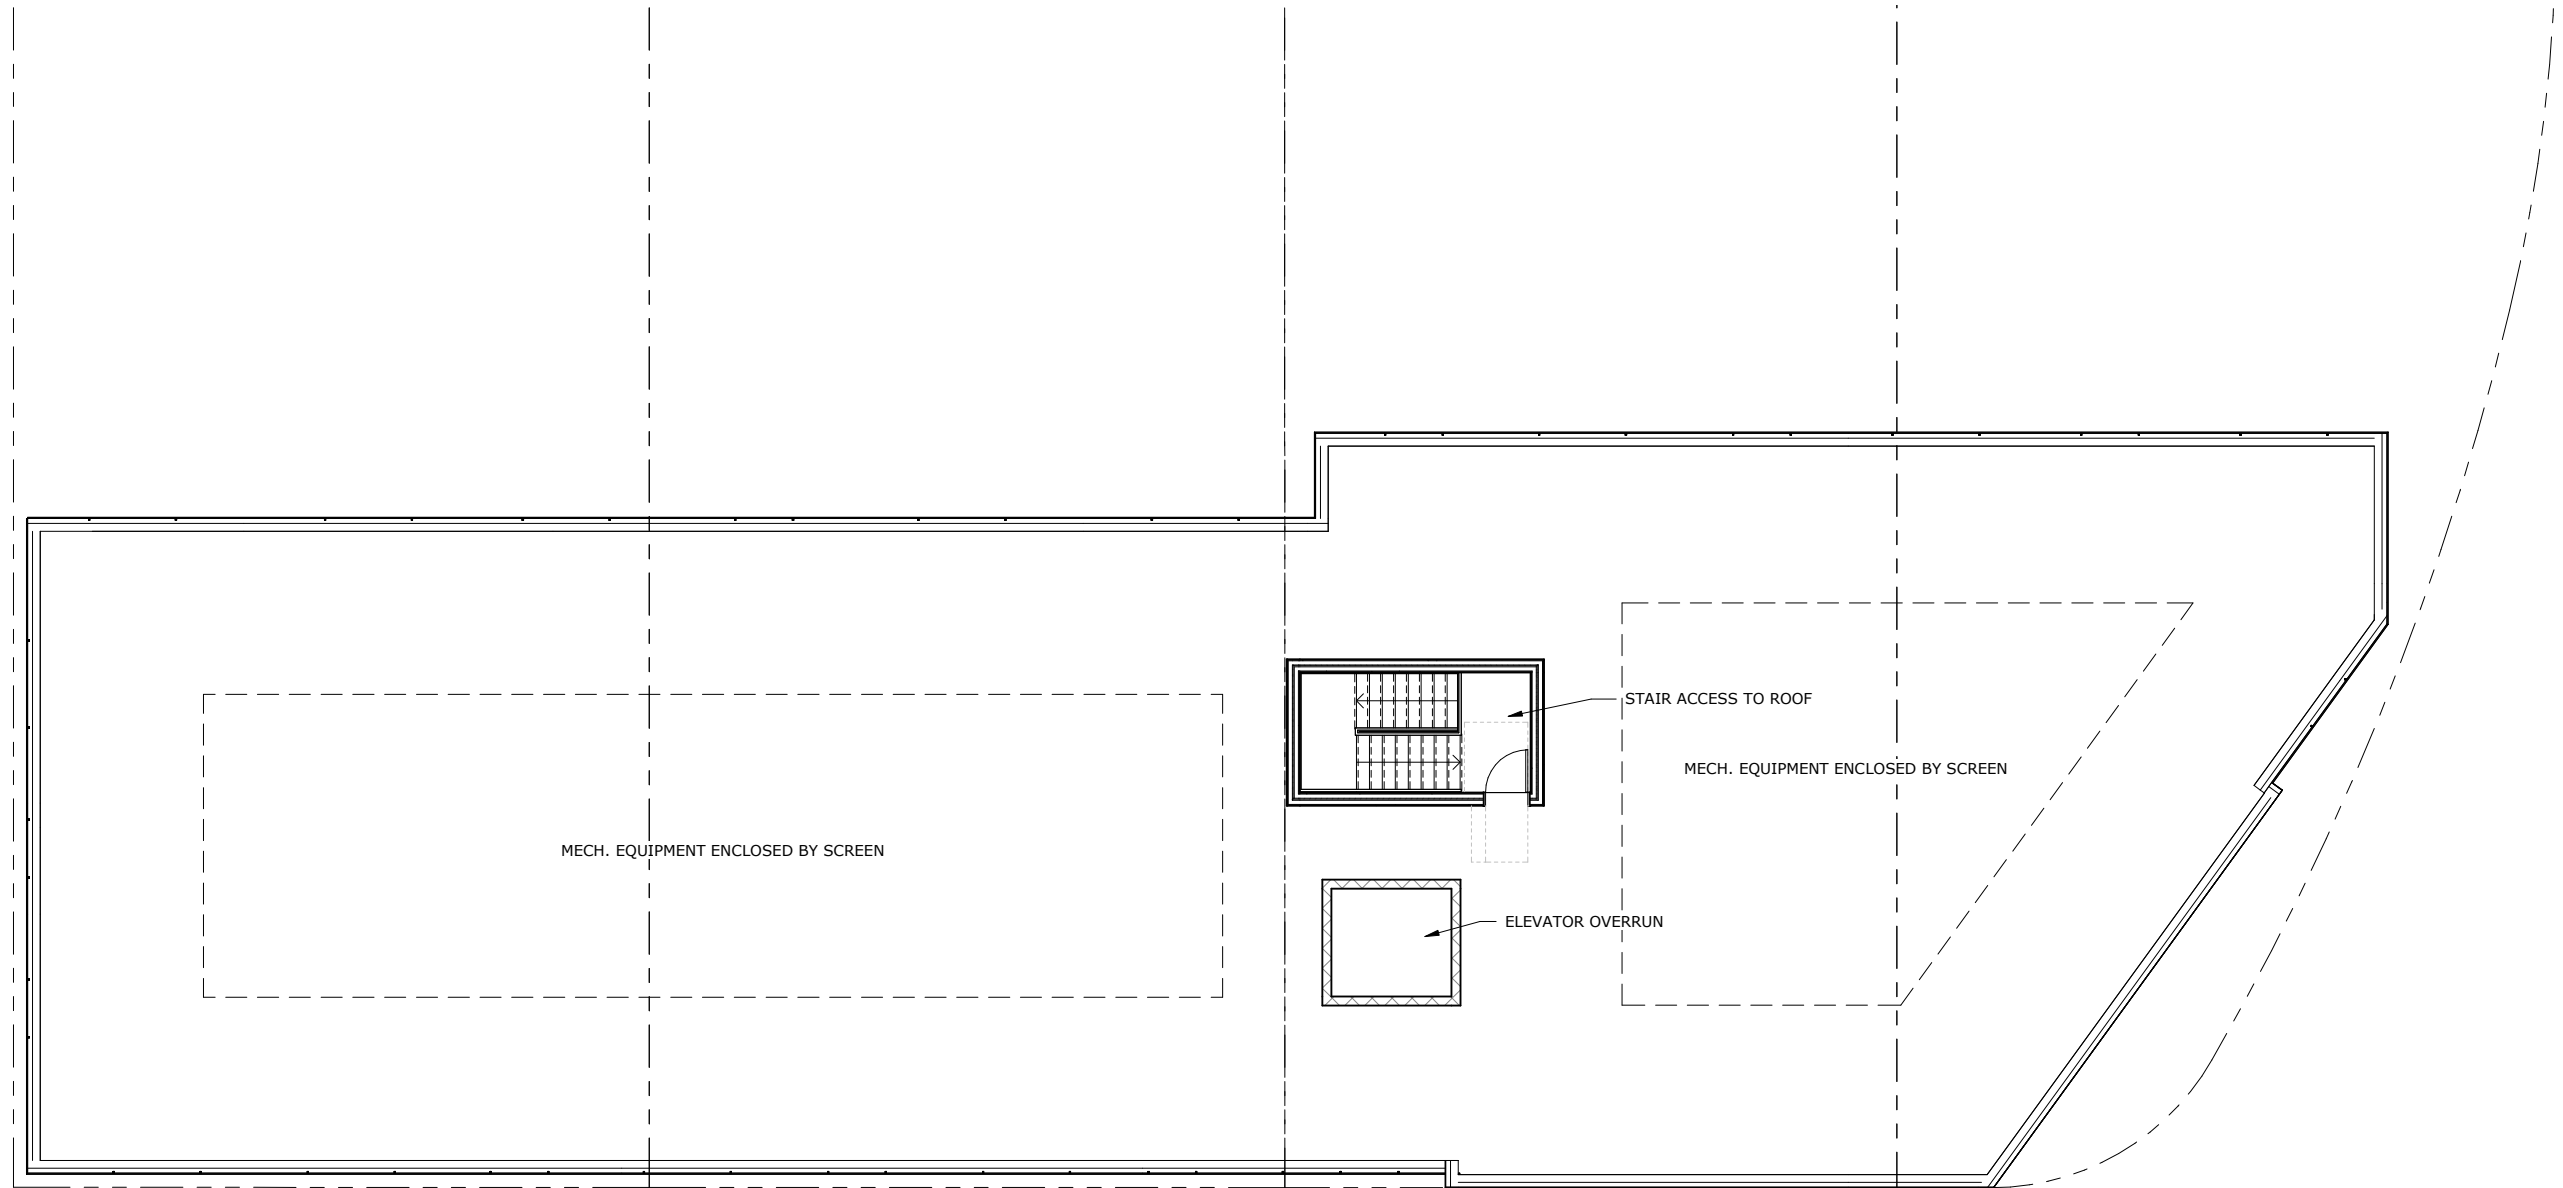 STAIR ACCESS TO ROOF
MECH. EQUIPMENT ENCLOSED BY SCREEN
MECH. EQUIPMENT ENCLOSED BY SCREEN
ELEVATOR OVERRUN